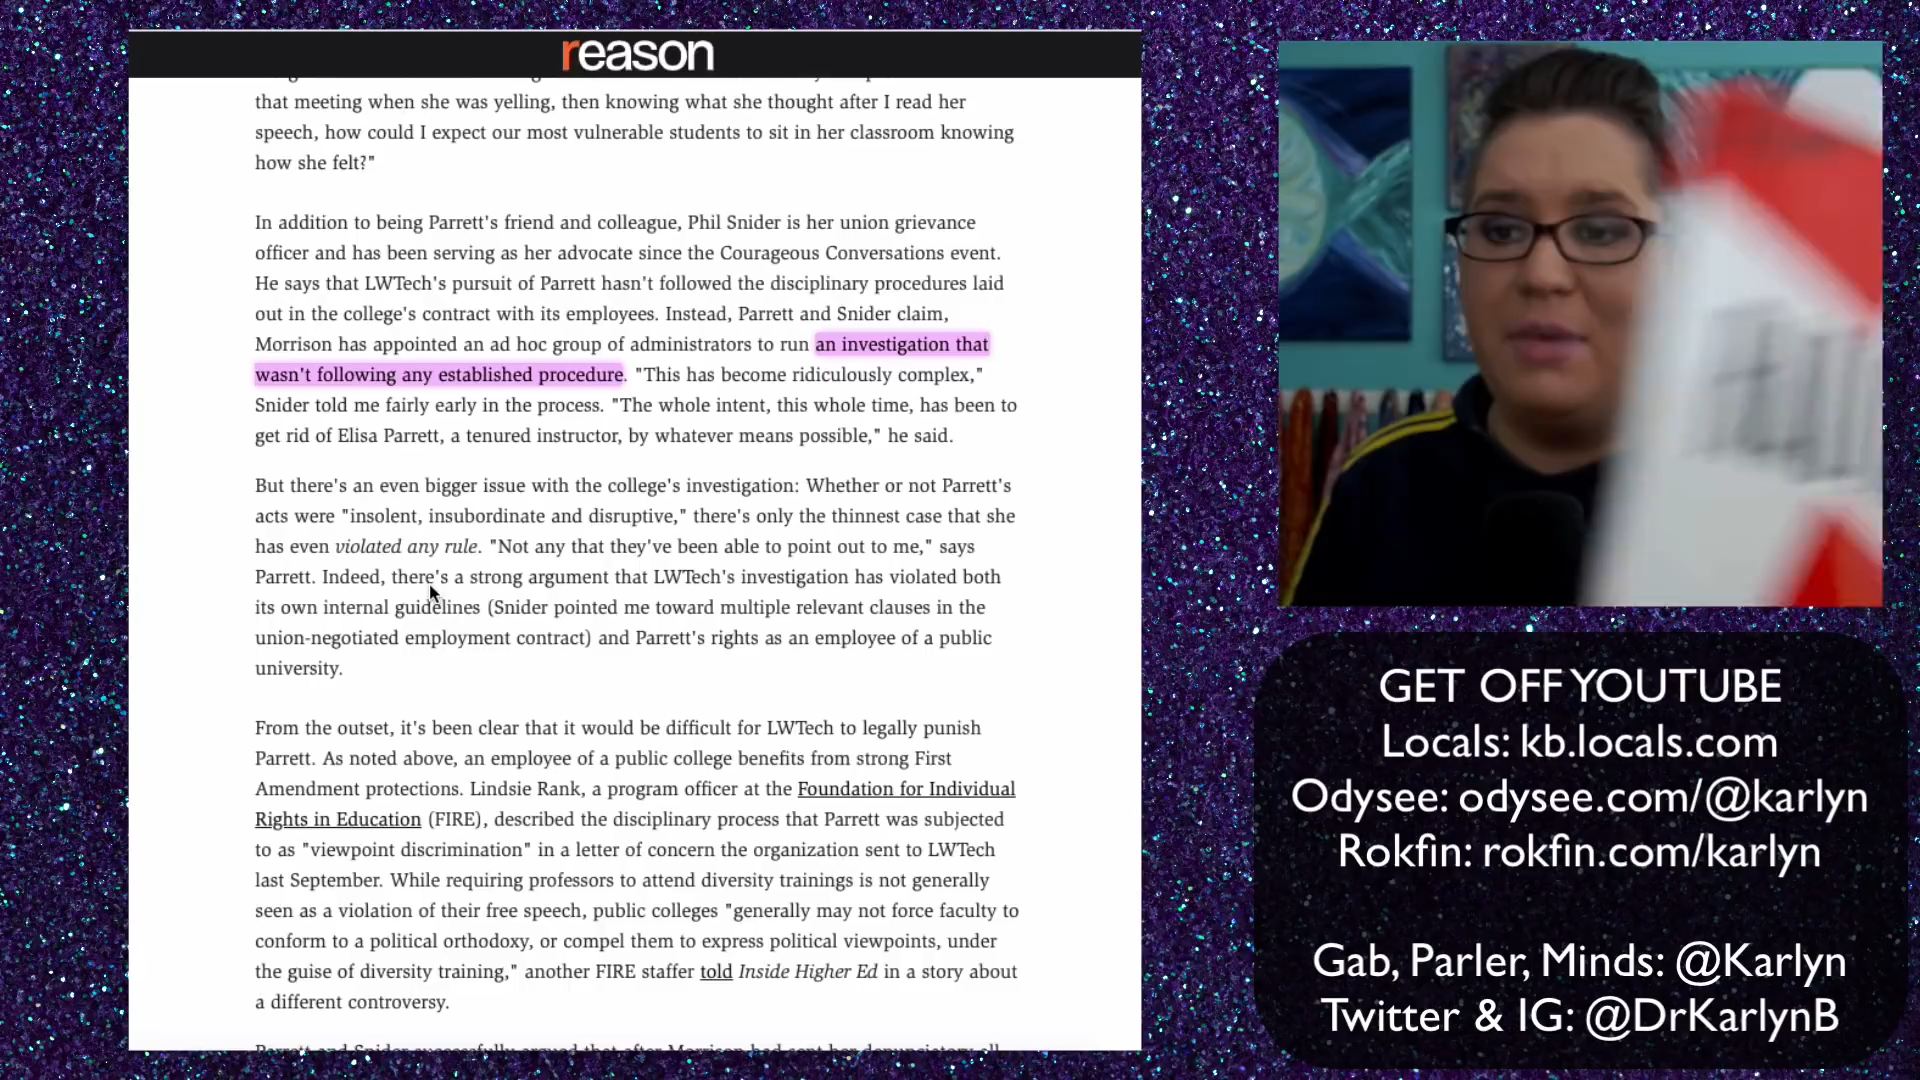 reason
that meeting when she was yelling, then knowing what she thought after I read her
speech, how could I expect our most vulnerable students to sit in her classroom knowing
how she felt?"
In addition to being Parrett's friend and colleague, Phil Snider is her union grievance
officer and has been serving as her advocate since the Courageous Conversations event.
He says that LWTech's pursuit of Parrett hasn't followed the disciplinary procedures laid
out in the college's contract with its employees. Instead, Parrett and Snider claim,
Morrison has appointed an ad hoc group of administrators to run an investigation that
wasn't following any established procedure. "This has become ridiculously complex,"
Snider told me fairly early in the process. "The whole intent, this whole time, has been to
get rid of Elisa Parrett, a tenured instructor, by whatever means possible," he said.
But there's an even bigger issue with the college's investigation: Whether or not Parrett's
acts were "insolent, insubordinate and disruptive," there's only the thinnest case that she
has even violated any rule. "Not any that they've been able to point out to me," says
Parrett. Indeed, there's a strong argument that LWTech's investigation has violated both
its own internal guidelines (Snider pointed me toward multiple relevant clauses in the
union-negotiated employment contract) and Parrett's rights as an employee of a public
university.
From the outset, it's been clear that it would be difficult for LWTech to legally punish
Parrett. As noted above, an employee of a public college benefits from strong First
Amendment protections. Lindsie Rank, a program officer at the Foundation for Individual
Rights in Education (FIRE), described the disciplinary process that Parrett was subjected
to as "viewpoint discrimination" in a letter of concern the organization sent to LWTech
last September. While requiring professors to attend diversity trainings is not generally
seen as a violation of their free speech, public colleges "generally may not force faculty to
conform to a political orthodoxy, or compel them to express political viewpoints, under
the guise of diversity training," another FIRE staffer told Inside Higher Ed in a story about
a different controversy.
GET OFF YOUTUBE
Locals: kb.locals.com
Odysee: odysee.com/@karlyn
Rokfin: rokfin.com/karlyn
Gab, Parler, Minds: @Karlyn
Twitter & IG: @DrKarlynB